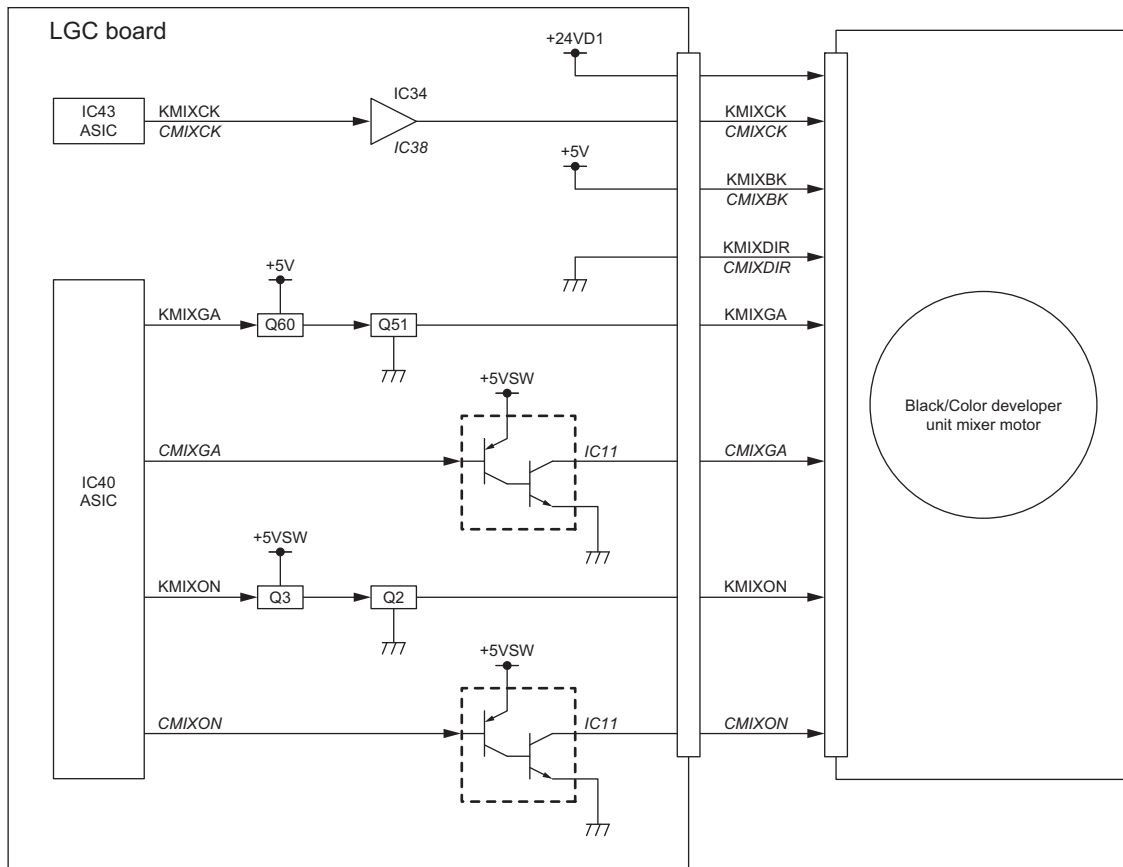 LGC board
+24VD1
IC43
ASIC
KMIXCK
CMIXCK
IC34
IC38
KMIXCK
CMIXCK
+5V
KMIXBK
CMIXBK
KMIXDIR
CMIXDIR
+5V
KMIXGA
Q60
Q51
KMIXGA
+5VSW
CMIXGA
IC11
CMIXGA
IC40
ASIC
Black/Color developer
unit mixer motor
+5VSW
KMIXON
Q3
Q2
KMIXON
+5VSW
CMIXON
IC11
CMIXON